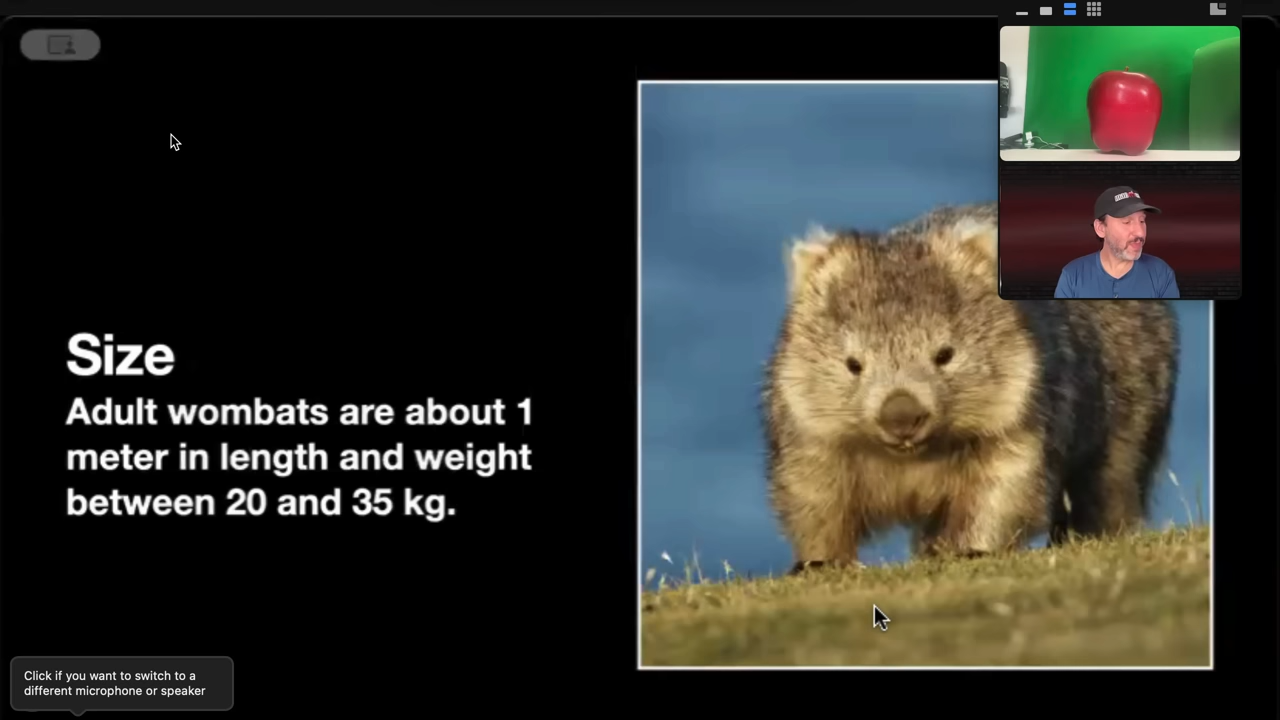 Size
Adult wombats are about 1
meter in length and weight
between 20 and 35 kg.
Click if you want to switch to a
different microphone or speaker